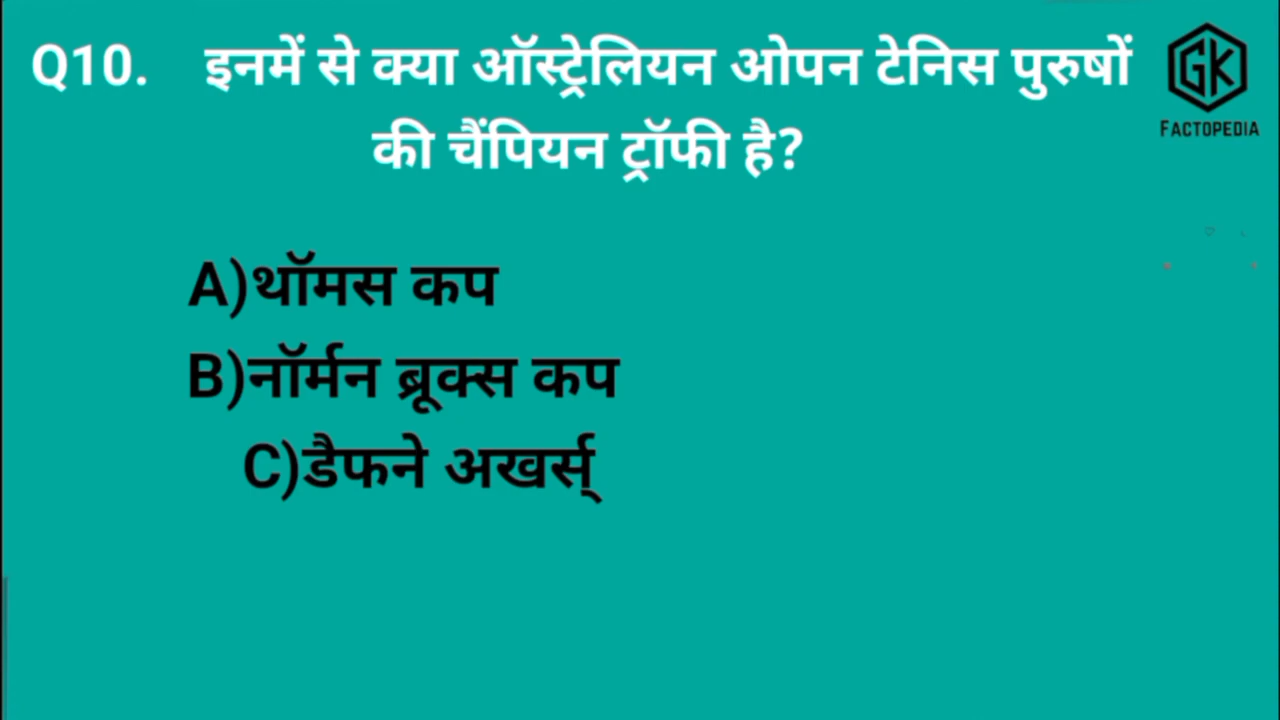 Q10. इनमें से क्या ऑस्ट्रेलियन ओपन टेनिस पुरुषों
की चैंपियन ट्रॉफी है?
GK
FACTOPEDIA
A)थॉमस कप
B)नॉर्मन ब्रूक्स कप
C)डैफने अखर्स्